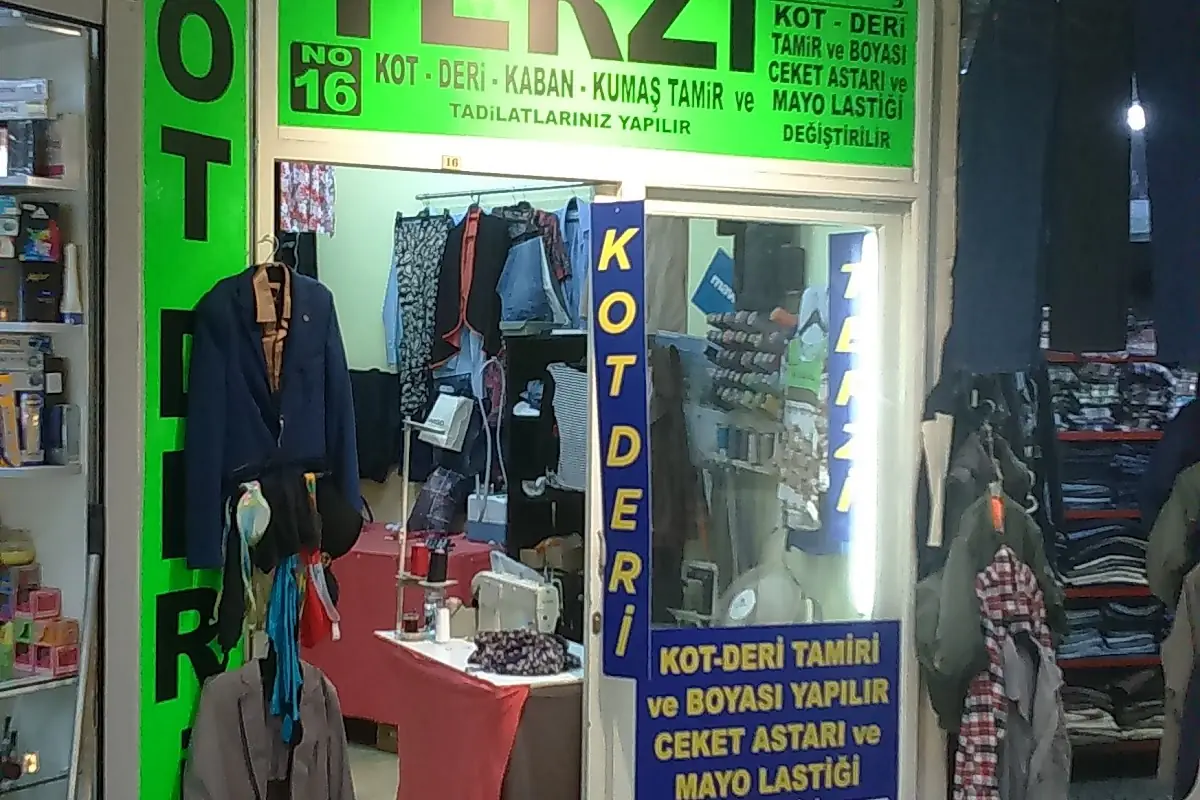 TERZİ
NO
16
KOT - DERİ - KABAN - KUMAŞ TAMİR ve
TADİLATLARINIZ YAPILIR
KOT - DERİ
TAMİR ve BOYASI
CEKET ASTARI ve
MAYO LASTİĞİ
DEĞİŞTİRİLİR
16
KOT DERİ
KOT DERİ
TERZİ
KOT-DERİ TAMİRİ
ve BOYASI YAPILIR
CEKET ASTARI ve
MAYO LASTİĞİ